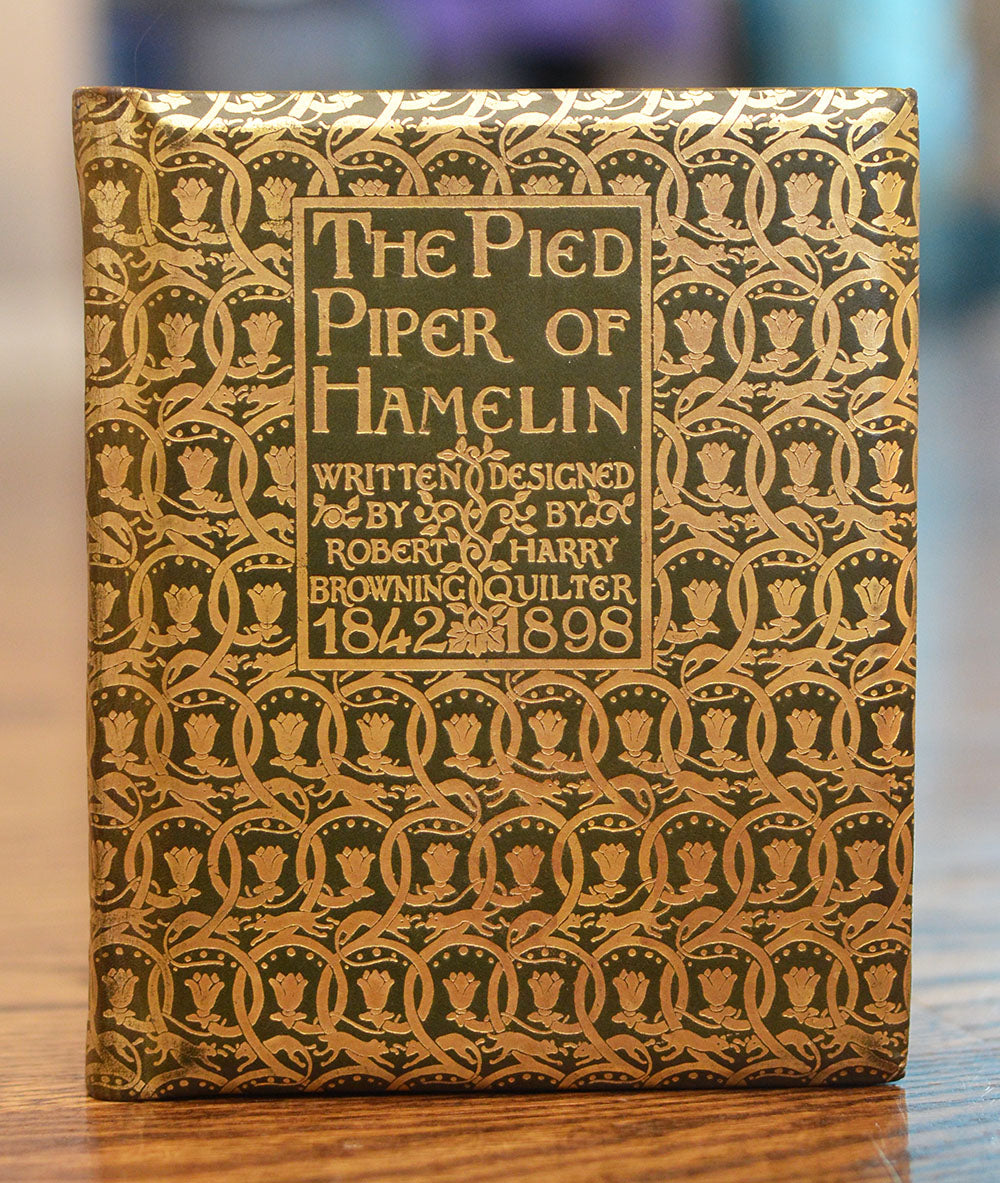 THE PIED
PIPER OF
HAMELIN
WRITTEN
BY
ROBERT
BROWNING
1842
DESIGNED
BY
HARRY
QUILTER
1898